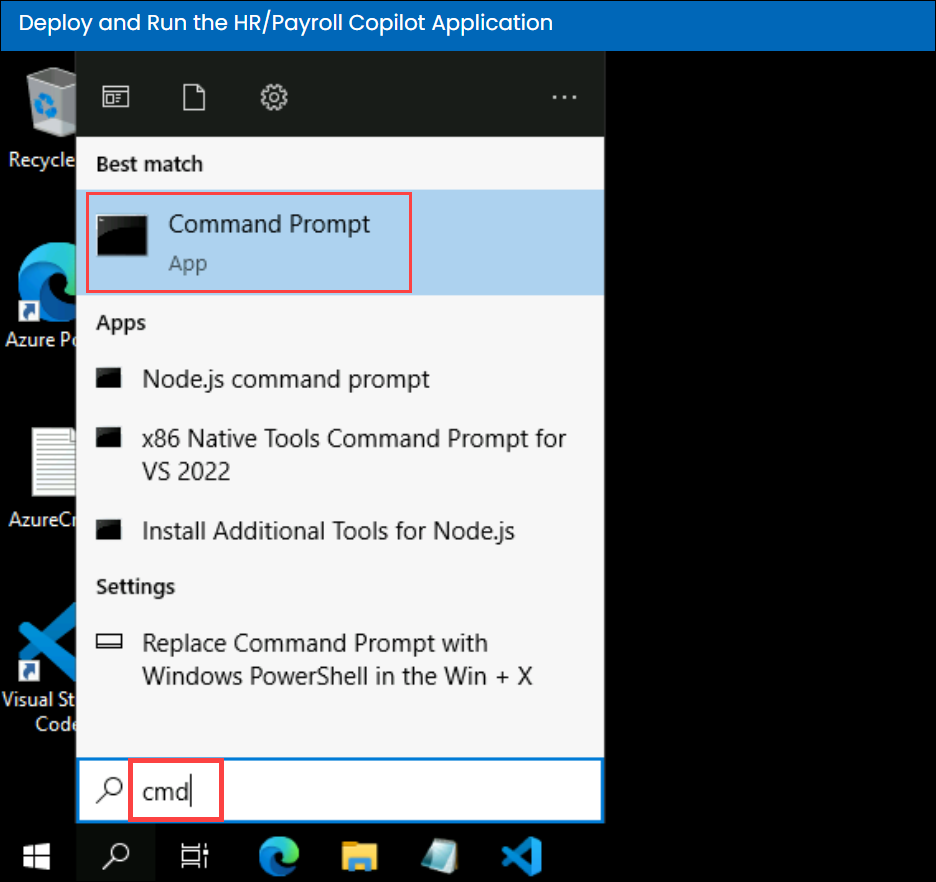 Deploy and Run the HR/Payroll Copilot Application
Recycle
Azure Po
AzureCr
Visual St
Code
Best match
Command Prompt
App
Apps
Node.js command prompt
x86 Native Tools Command Prompt for
VS 2022
Install Additional Tools for Node.js
Settings
Replace Command Prompt with
Windows PowerShell in the Win + X
cmd